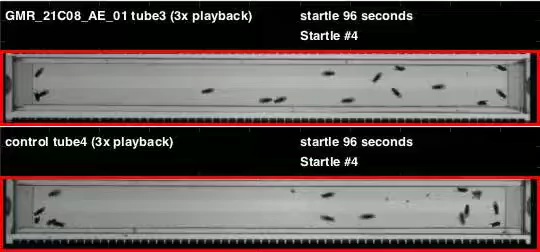 GMR_21C08_AE_01 tube3 (3x playback) startle 96 seconds
Startle #4
control tube4 (3x playback) startle 96 seconds
Startle #4